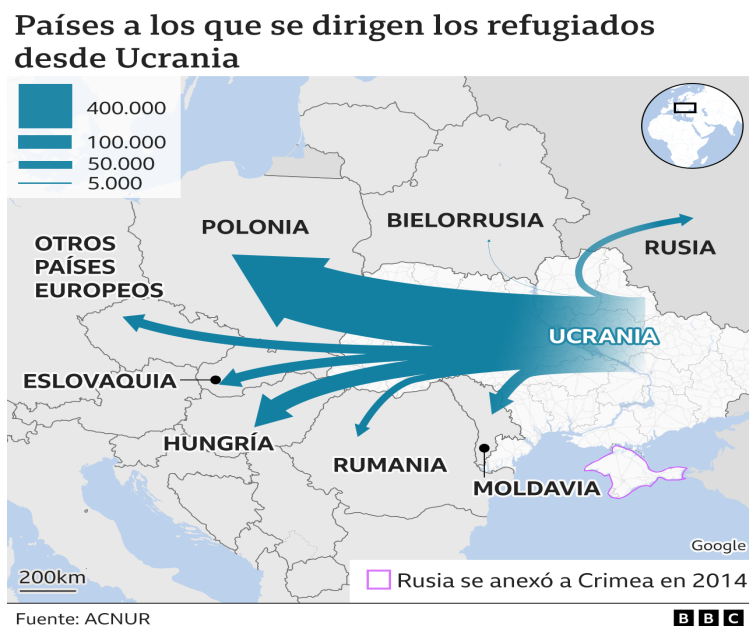 Países a los que se dirigen los refugiados
desde Ucrania
400.000
100.000
50.000
5.000
POLONIA
BIELORRUSIA
RUSIA
OTROS
PAÍSES
EUROPEOS
UCRANIA
ESLOVAQUIA
HUNGRÍA
RUMANIA
MOLDAVIA
Google
200km
Rusia se anexó a Crimea en 2014
Fuente: ACNUR
BBC